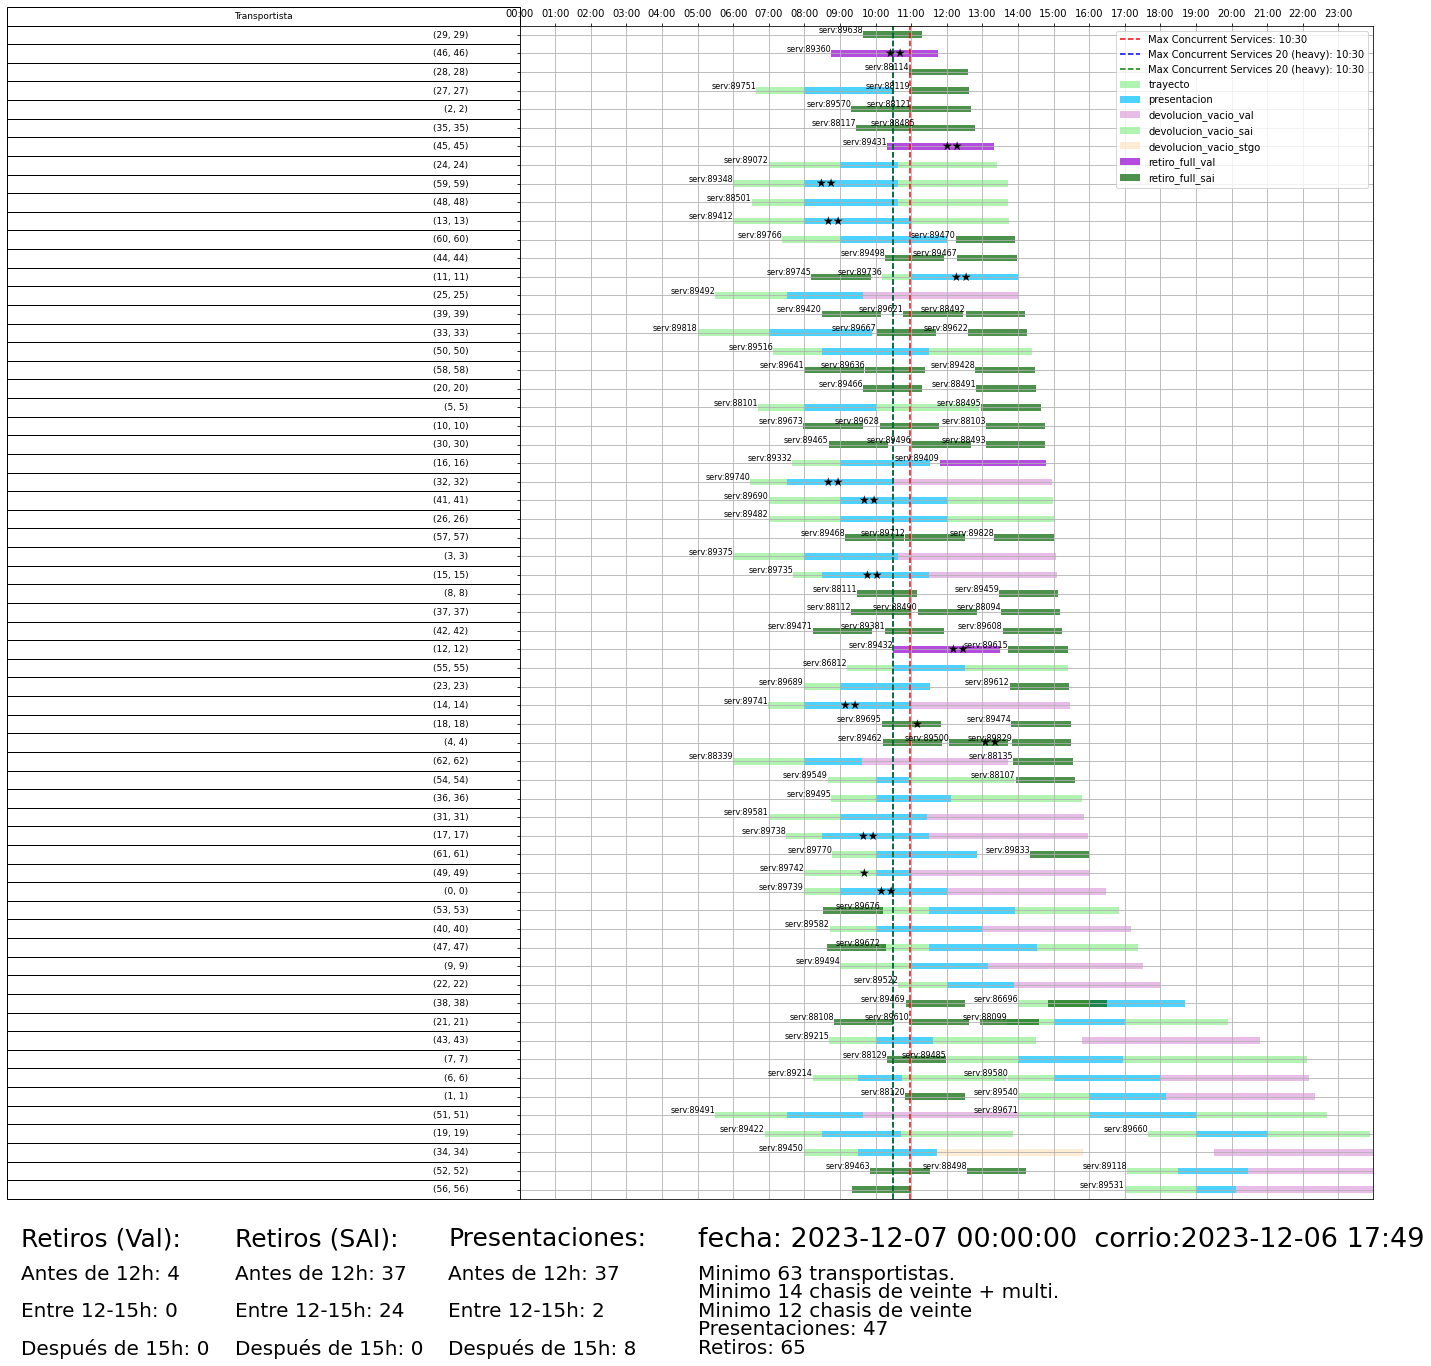 Transportista
00:00 01:00 02:00 03:00 04:00 05:00 06:00 07:00 08:00 09:00 10:00 11:00 12:00 13:00 14:00 15:00 16:00 17:00 18:00 19:00 20:00 21:00 22:00 23:00
Max Concurrent Services: 10:30
Max Concurrent Services 20 (heavy): 10:30
Max Concurrent Services 20 (heavy): 10:30
trayecto
presentacion
devolucion_vacio_val
devolucion_vacio_sai
devolucion_vacio_stgo
retiro_full_val
retiro_full_sai
(29, 29) serv:89638
(46, 46) serv:89360
(28, 28) serv:88114
(27, 27) serv:89751 serv:88119
(2, 2) serv:89570 serv:88121
(35, 35) serv:88117 serv:88485
(45, 45) serv:89431
(24, 24) serv:89072
(59, 59) serv:89348
(48, 48) serv:88501
(13, 13) serv:89412
(60, 60) serv:89766 serv:89470
(44, 44) serv:89498 serv:89467
(11, 11) serv:89745 serv:89736
(25, 25) serv:89492
(39, 39) serv:89420 serv:89621 serv:88492
(33, 33) serv:89818 serv:89667 serv:89622
(50, 50) serv:89516
(58, 58) serv:89641 serv:89636 serv:89428
(20, 20) serv:89466 serv:88491
(5, 5) serv:88101 serv:88495
(10, 10) serv:89673 serv:89628 serv:88103
(30, 30) serv:89465 serv:89496 serv:88493
(16, 16) serv:89332 serv:89409
(32, 32) serv:89740
(41, 41) serv:89690
(26, 26) serv:89482
(57, 57) serv:89468 serv:89712 serv:89828
(3, 3) serv:89375
(15, 15) serv:89735
(8, 8) serv:88111 serv:89459
(37, 37) serv:88112 serv:88490 serv:88094
(42, 42) serv:89471 serv:89381 serv:89608
(12, 12) serv:89432 serv:89615
(55, 55) serv:86812
(23, 23) serv:89689 serv:89612
(14, 14) serv:89741
(18, 18) serv:89695 serv:89474
(4, 4) serv:89462 serv:89500 serv:89829
(62, 62) serv:88339 serv:88135
(54, 54) serv:89549 serv:88107
(36, 36) serv:89495
(31, 31) serv:89581
(17, 17) serv:89738
(61, 61) serv:89770 serv:89833
(49, 49) serv:89742
(0, 0) serv:89739
(53, 53) serv:89676
(40, 40) serv:89582
(47, 47) serv:89672
(9, 9) serv:89494
(22, 22) serv:89522
(38, 38) serv:89469 serv:86696
(21, 21) serv:88108 serv:89610 serv:88099
(43, 43) serv:89215
(7, 7) serv:88129 serv:89485
(6, 6) serv:89214 serv:89580
(1, 1) serv:88120 serv:89540
(51, 51) serv:89491 serv:89671
(19, 19) serv:89422 serv:89660
(34, 34) serv:89450
(52, 52) serv:89463 serv:88498 serv:89118
(56, 56) serv:89531
Retiros (Val): Retiros (SAI): Presentaciones: fecha: 2023-12-07 00:00:00 corrio:2023-12-06 17:49
Antes de 12h: 4 Antes de 12h: 37 Antes de 12h: 37 Minimo 63 transportistas.
Minimo 14 chasis de veinte + multi.
Entre 12-15h: 0 Entre 12-15h: 24 Entre 12-15h: 2 Minimo 12 chasis de veinte
Presentaciones: 47
Después de 15h: 0 Después de 15h: 0 Después de 15h: 8 Retiros: 65